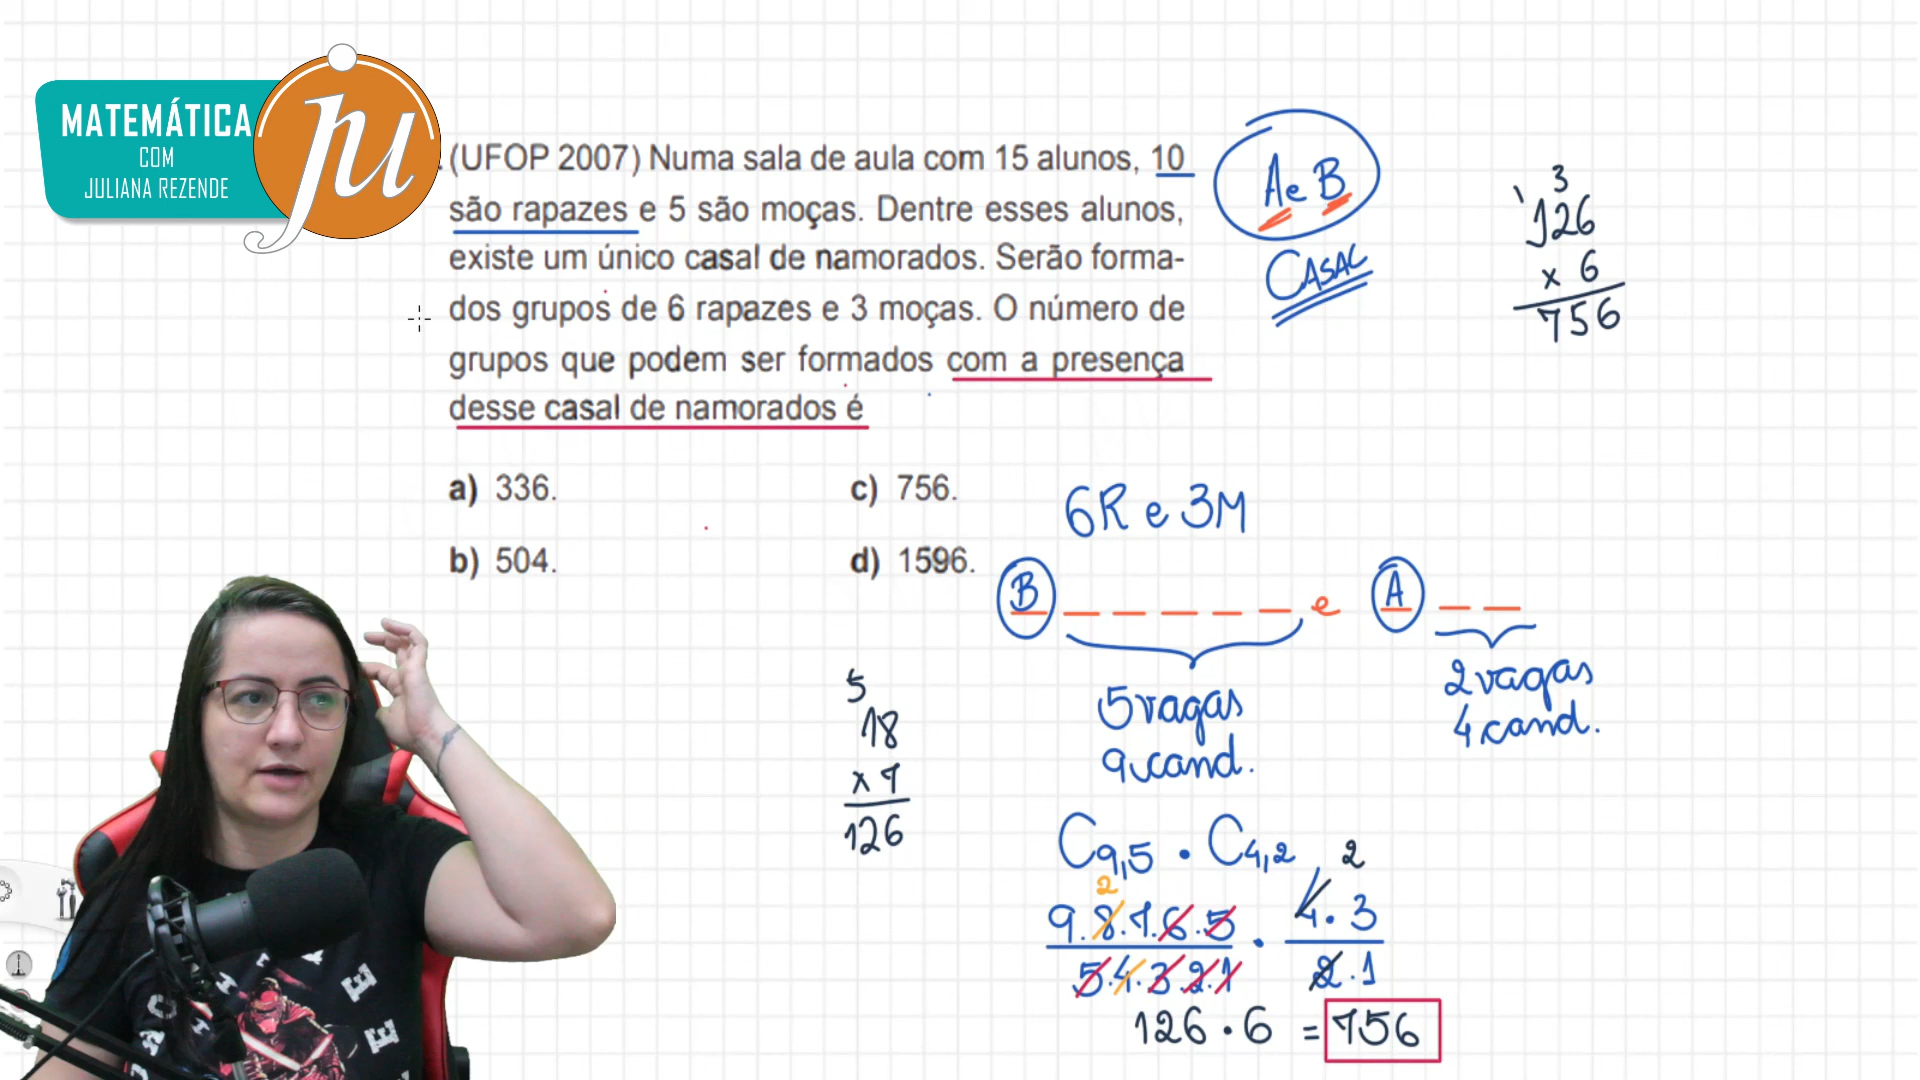 MATEMÁTICA
COM
JULIANA REZENDE
ju
(UFOP 2007) Numa sala de aula com 15 alunos, 10
são rapazes e 5 são moças. Dentre esses alunos,
existe um único casal de namorados. Serão forma-
dos grupos de 6 rapazes e 3 moças. O número de
grupos que podem ser formados com a presença
desse casal de namorados é
a) 336.
c) 756.
b) 504.
d) 1596.
A e B
CASAL
1 3
126
x 6
756
6R e 3M
B _ _ _ _ _ e A _ _
5 vagas
9 cand.
2 vagas
4 cand.
5
18
x 7
126
C9,5 . C4,2
2 2
9.8.7.6.5 . 4.3
5.4.3.2.1 2.1
126 . 6 = 756